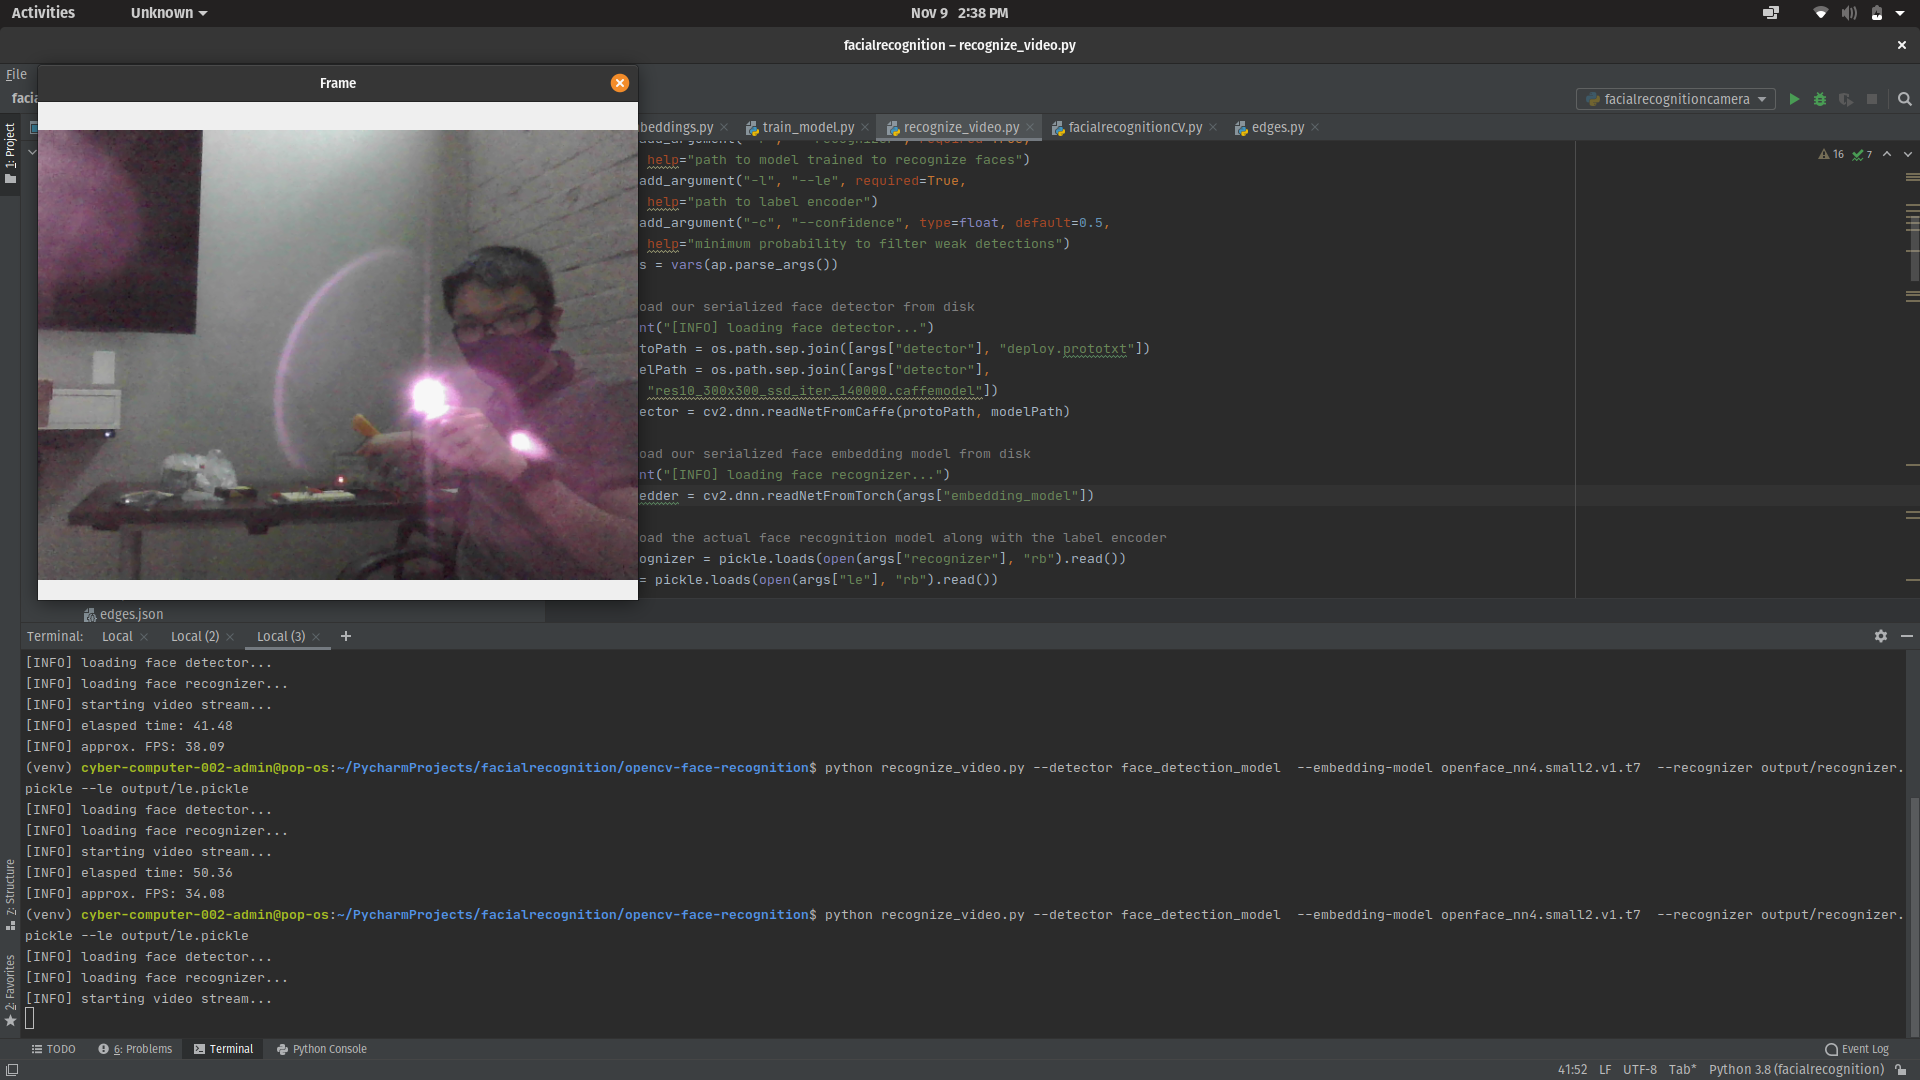 Activities
Unknown
Nov 9 2:38 PM
facialrecognition – recognize_video.py
File
Frame
facialrecognitioncamera
train_model.py
recognize_video.py
facialrecognitionCV.py
edges.py
1: Project
16
7
help="path to model trained to recognize faces")
add_argument("-l", "--le", required=True,
help="path to label encoder")
add_argument("-c", "--confidence", type=float, default=0.5,
help="minimum probability to filter weak detections")
s = vars(ap.parse_args())
oad our serialized face detector from disk
nt("[INFO] loading face detector...")
toPath = os.path.sep.join([args["detector"], "deploy.prototxt"])
elPath = os.path.sep.join([args["detector"],
"res10_300x300_ssd_iter_140000.caffemodel"])
ector = cv2.dnn.readNetFromCaffe(protoPath, modelPath)
oad our serialized face embedding model from disk
nt("[INFO] loading face recognizer...")
edder = cv2.dnn.readNetFromTorch(args["embedding_model"])
oad the actual face recognition model along with the label encoder
ognizer = pickle.loads(open(args["recognizer"], "rb").read())
= pickle.loads(open(args["le"], "rb").read())
edges.json
Terminal:
Local
Local (2)
Local (3)
[INFO] loading face detector...
[INFO] loading face recognizer...
[INFO] starting video stream...
[INFO] elasped time: 41.48
[INFO] approx. FPS: 38.09
(venv) cyber-computer-002-admin@pop-os:~/PycharmProjects/facialrecognition/opencv-face-recognition$ python recognize_video.py --detector face_detection_model  --embedding-model openface_nn4.small2.v1.t7  --recognizer output/recognizer.
pickle --le output/le.pickle
[INFO] loading face detector...
[INFO] loading face recognizer...
[INFO] starting video stream...
[INFO] elasped time: 50.36
[INFO] approx. FPS: 34.08
(venv) cyber-computer-002-admin@pop-os:~/PycharmProjects/facialrecognition/opencv-face-recognition$ python recognize_video.py --detector face_detection_model  --embedding-model openface_nn4.small2.v1.t7  --recognizer output/recognizer.
pickle --le output/le.pickle
[INFO] loading face detector...
[INFO] loading face recognizer...
[INFO] starting video stream...
7: Structure
2: Favorites
TODO
6: Problems
Terminal
Python Console
Event Log
41:52
LF
UTF-8
Tab*
Python 3.8 (facialrecognition)